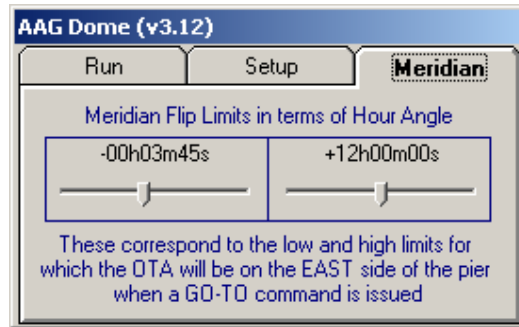 AAG Dome (v3.12)
Run Setup Meridian
Meridian Flip Limits in terms of Hour Angle
-00h03m45s +12h00m00s
These correspond to the low and high limits for
which the OTA will be on the EAST side of the pier
when a GO-TO command is issued